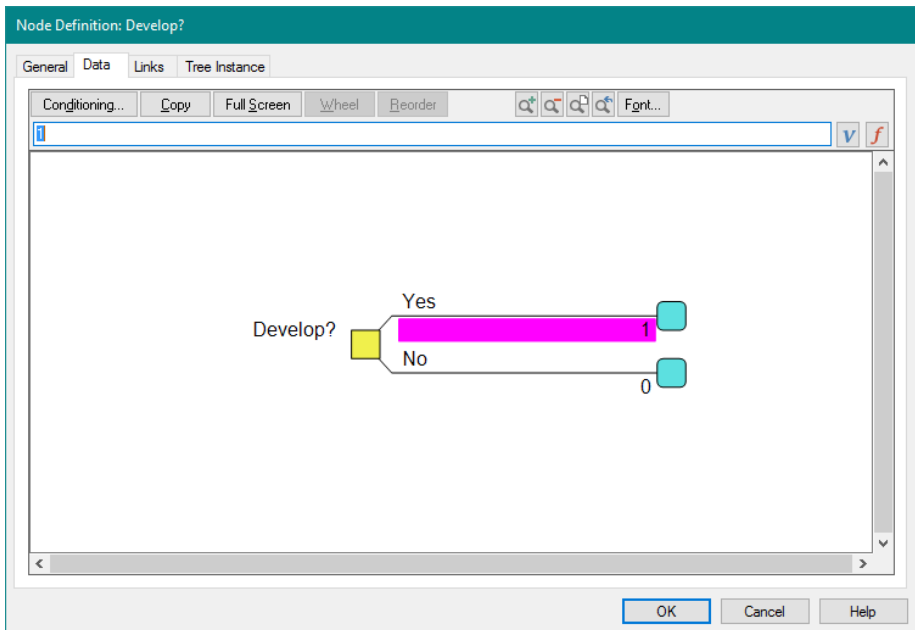 Node Definition: Develop?
General Data Links Tree Instance
Conditioning... Copy Full Screen Wheel Reorder Font...
1 v f
Yes
Develop? 1
No
0
OK Cancel Help